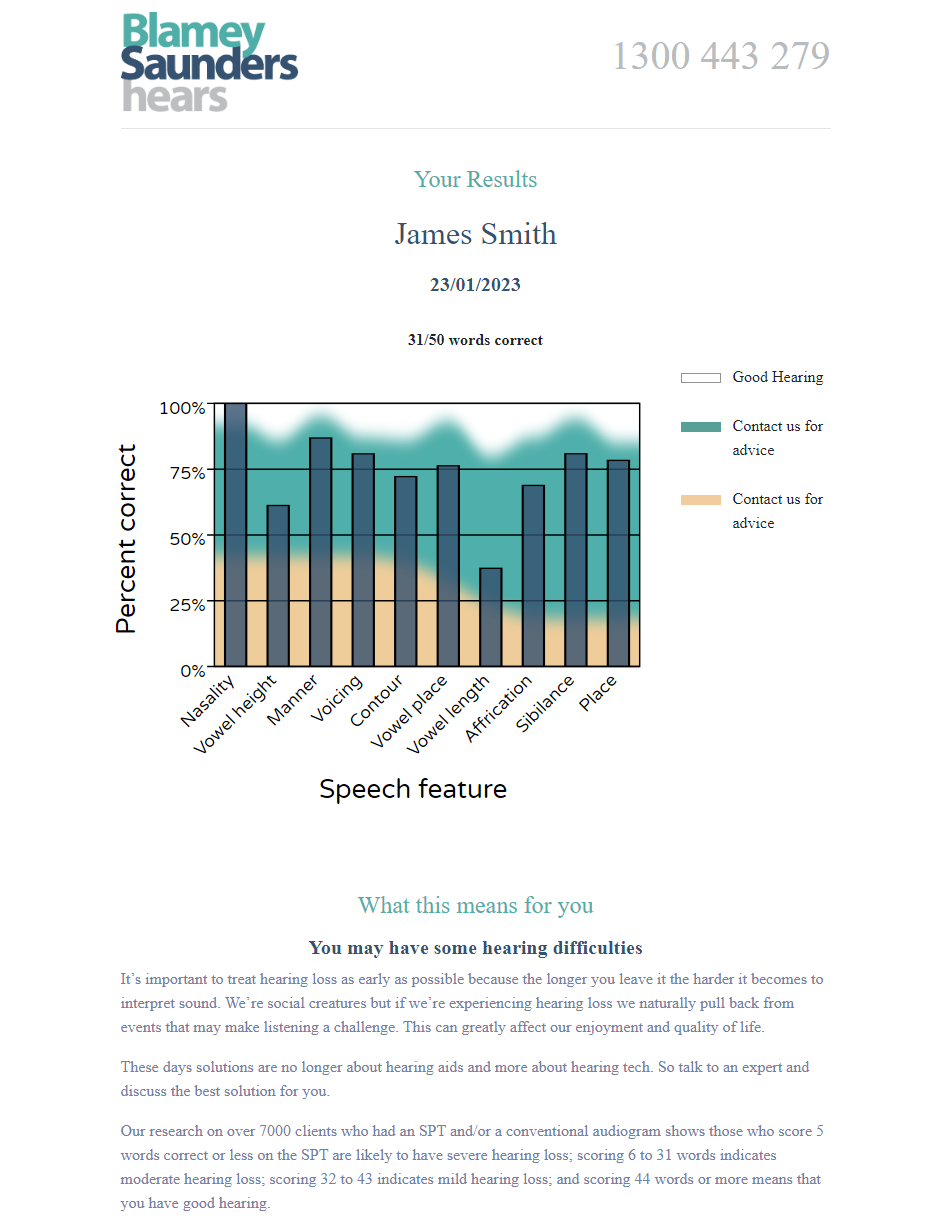 Blamey
Saunders
hears
1300 443 279
Your Results
James Smith
23/01/2023
31/50 words correct
Good Hearing
Contact us for
advice
Contact us for
advice
Percent correct
100%
75%
50%
25%
0%
Nasality
Vowel height
Manner
Voicing
Contour
Vowel place
Vowel length
Affrication
Sibilance
Place
Speech feature
What this means for you
You may have some hearing difficulties
It’s important to treat hearing loss as early as possible because the longer you leave it the harder it becomes to
interpret sound. We’re social creatures but if we’re experiencing hearing loss we naturally pull back from
events that may make listening a challenge. This can greatly affect our enjoyment and quality of life.
These days solutions are no longer about hearing aids and more about hearing tech. So talk to an expert and
discuss the best solution for you.
Our research on over 7000 clients who had an SPT and/or a conventional audiogram shows those who score 5
words correct or less on the SPT are likely to have severe hearing loss; scoring 6 to 31 words indicates
moderate hearing loss; scoring 32 to 43 indicates mild hearing loss; and scoring 44 words or more means that
you have good hearing.